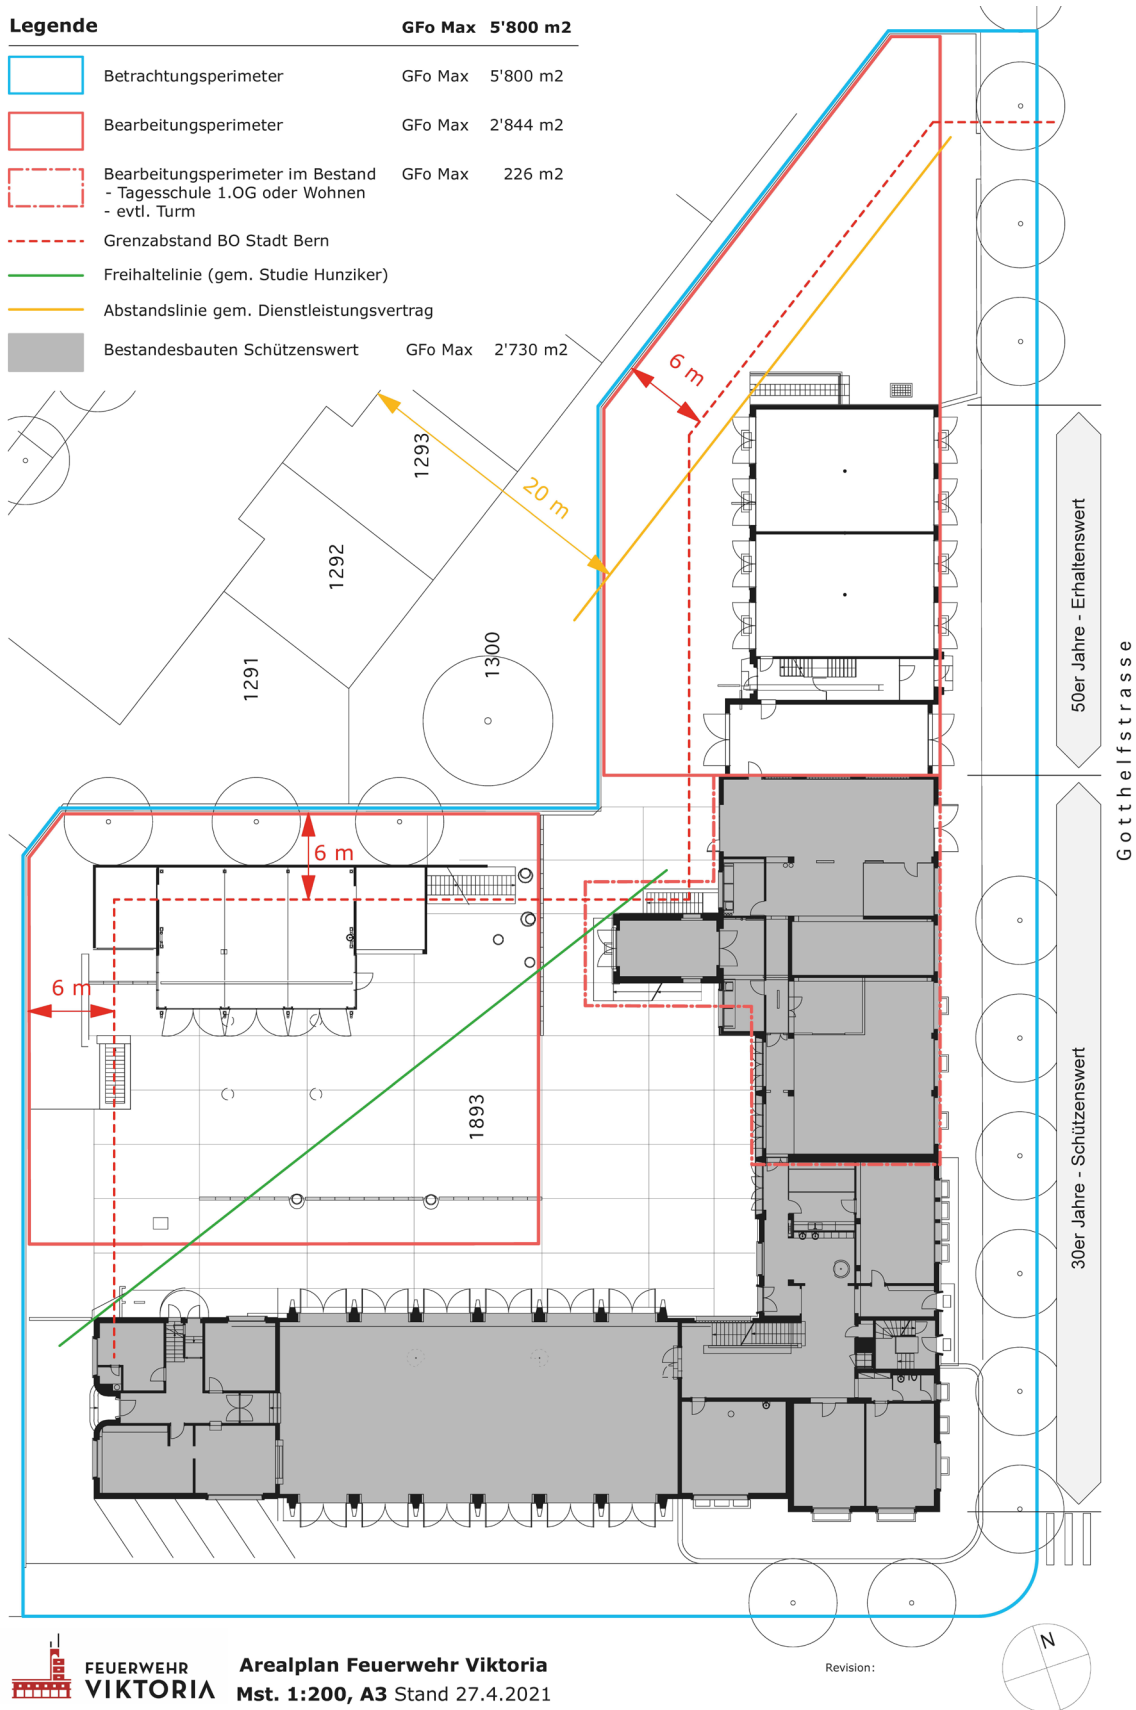 Legende GFo Max 5'800 m2
Betrachtungsperimeter GFo Max 5'800 m2
Bearbeitungsperimeter GFo Max 2'844 m2
Bearbeitungsperimeter im Bestand GFo Max 226 m2
- Tagesschule 1.OG oder Wohnen
- evtl. Turm
Grenzabstand BO Stadt Bern
Freihaltelinie (gem. Studie Hunziker)
Abstandslinie gem. Dienstleistungsvertrag
Bestandesbauten Schützenswert GFo Max 2'730 m2
6 m
20 m
1293
1292
1291
1300
50er Jahre - Erhaltenswert
Gotthelfstrasse
6 m
6 m
1893
30er Jahre - Schützenswert
N
FEUERWEHR
VIKTORIA
Arealplan Feuerwehr Viktoria
Mst. 1:200, A3 Stand 27.4.2021
Revision: